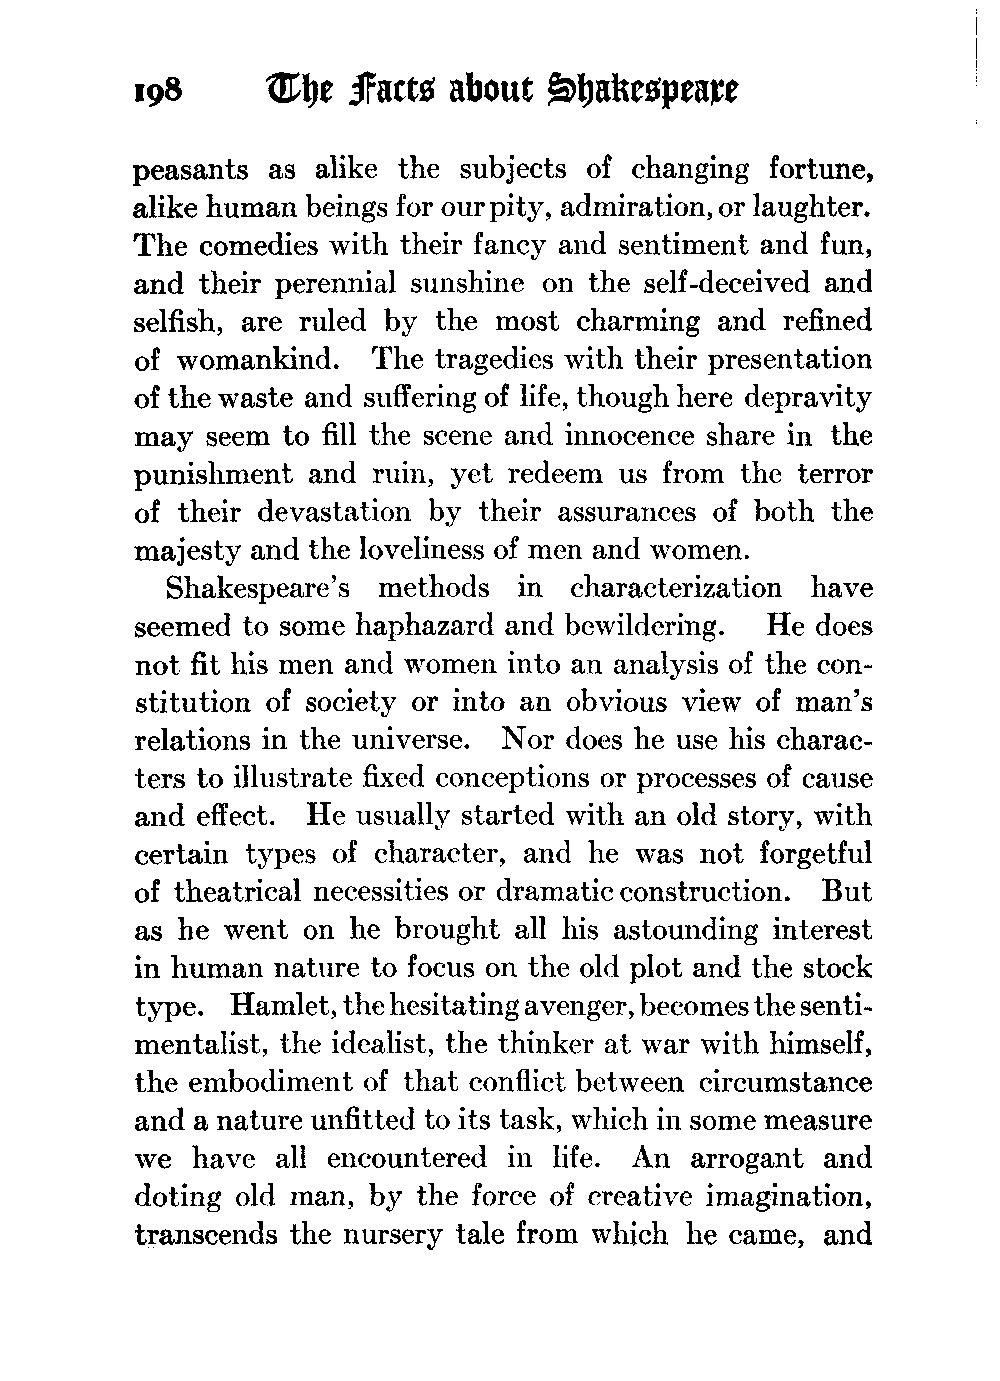 198 The Facts about Shakespeare
peasants as alike the subjects of changing fortune,
alike human beings for our pity, admiration, or laughter.
The comedies with their fancy and sentiment and fun,
and their perennial sunshine on the self-deceived and
selfish, are ruled by the most charming and refined
of womankind. The tragedies with their presentation
of the waste and suffering of life, though here depravity
may seem to fill the scene and innocence share in the
punishment and ruin, yet redeem us from the terror
of their devastation by their assurances of both the
majesty and the loveliness of men and women.
Shakespeare's methods in characterization have
seemed to some haphazard and bewildering. He does
not fit his men and women into an analysis of the con-
stitution of society or into an obvious view of man's
relations in the universe. Nor does he use his charac-
ters to illustrate fixed conceptions or processes of cause
and effect. He usually started with an old story, with
certain types of character, and he was not forgetful
of theatrical necessities or dramatic construction. But
as he went on he brought all his astounding interest
in human nature to focus on the old plot and the stock
type. Hamlet, the hesitating avenger, becomes the senti-
mentalist, the idealist, the thinker at war with himself,
the embodiment of that conflict between circumstance
and a nature unfitted to its task, which in some measure
we have all encountered in life. An arrogant and
doting old man, by the force of creative imagination,
transcends the nursery tale from which he came, and